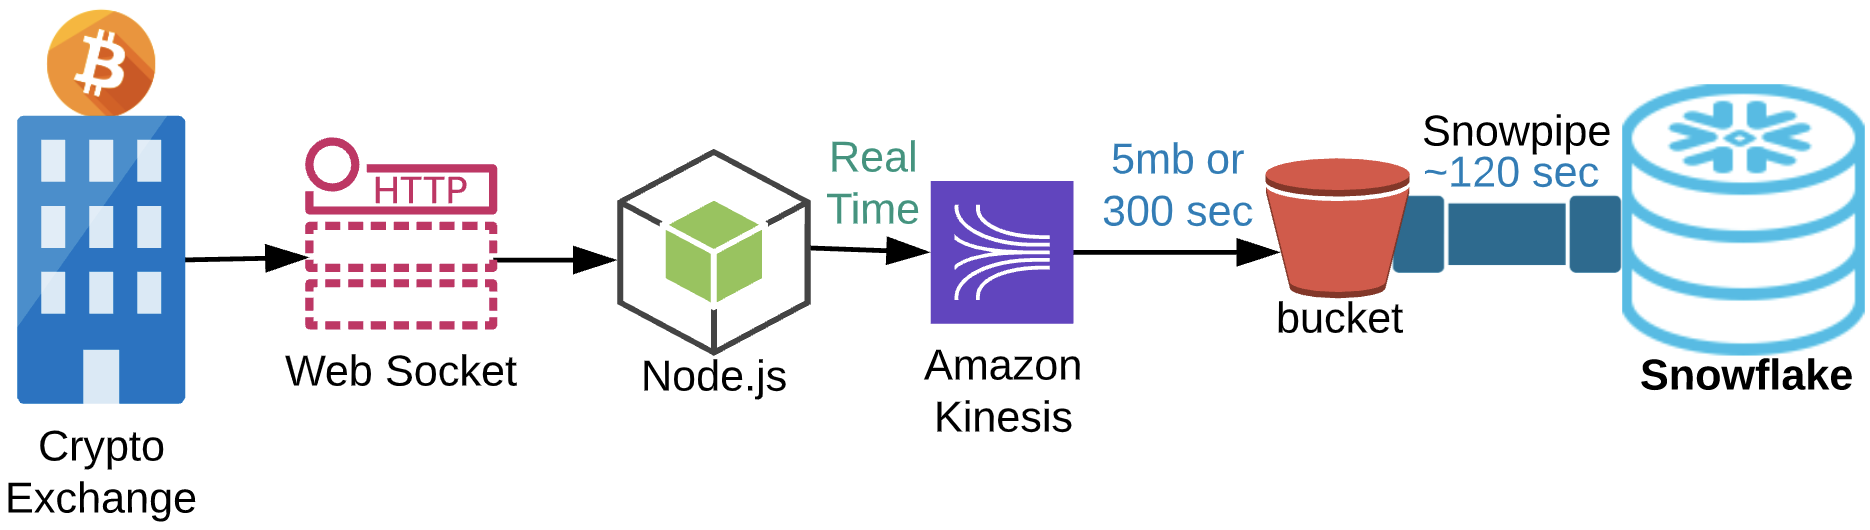 Crypto
Exchange
HTTP
Web Socket
Node.js
Real
Time
Amazon
Kinesis
5mb or
300 sec
bucket
Snowpipe
~120 sec
Snowflake